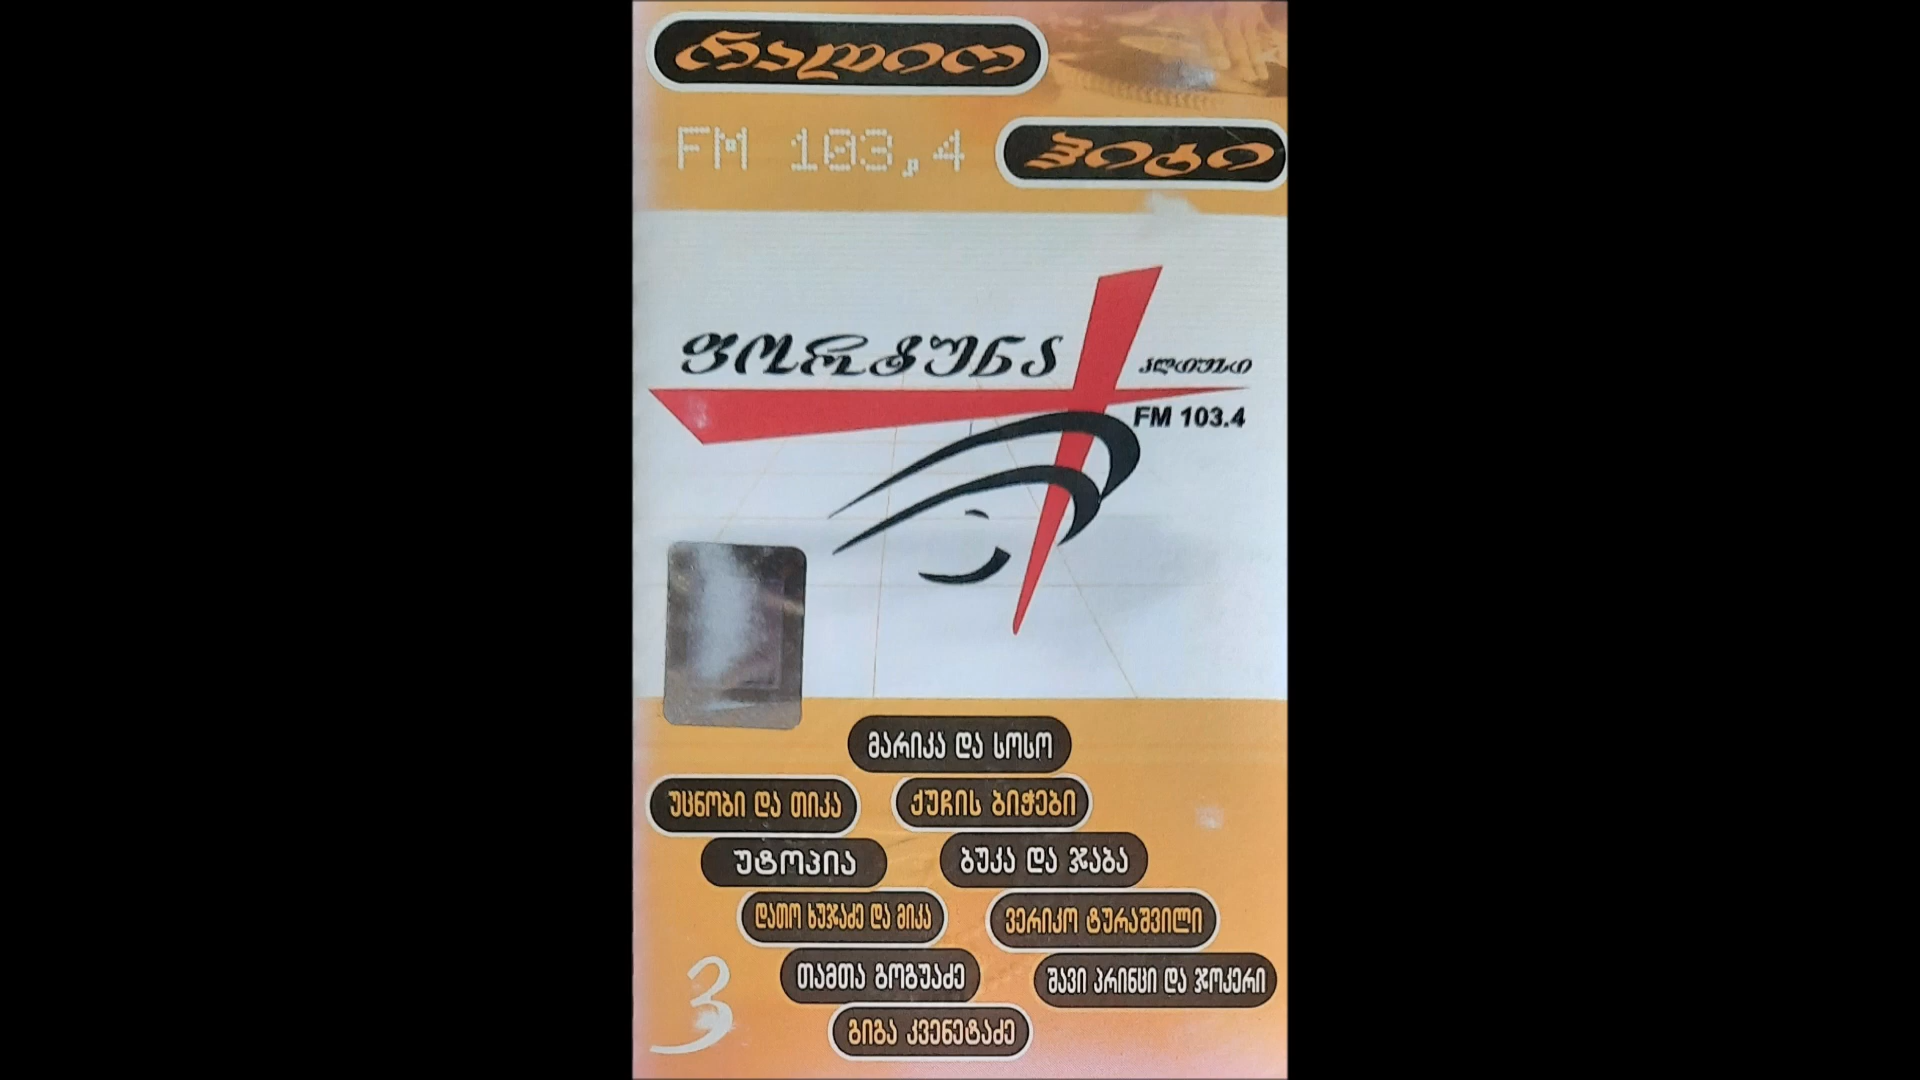 რადიო
FM 103,4
ჰიტი
ფორტუნა
პლიუსი
FM 103.4
მარიკა და სოსო
უცნობი და თიკა
ქუჩის ბიჭები
უტოპია
ბუკა და ჯაბა
დათო ხუჯაძე და მიკა
ვერიკო ტურაშვილი
თამთა გოგუაძე
შავი პრინცი და ჯოკერი
გიგა კვენეტაძე
3